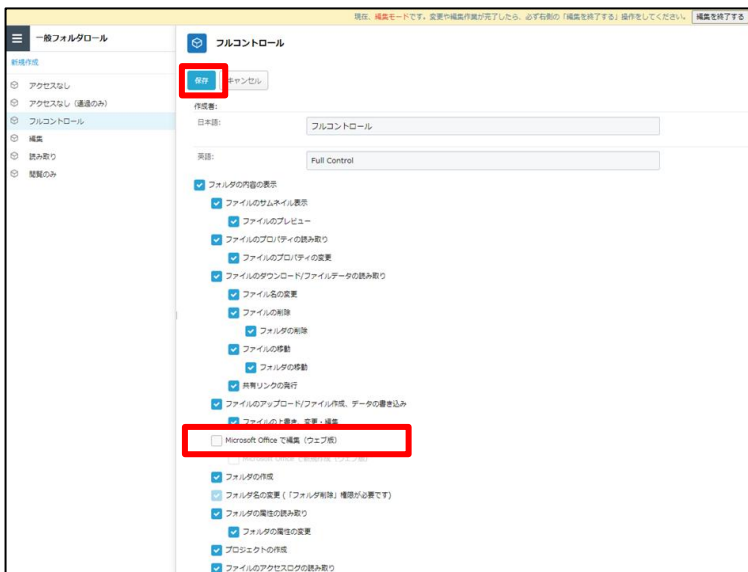 現在、編集モードです。変更や編集作業が完了したら、必ず右側の「編集を終了する」操作をしてください。 編集を終了する
一般フォルダロール
フルコントロール
新規作成
保存 キャンセル
アクセスなし
アクセスなし（通過のみ）
フルコントロール
編集
読み取り
閲覧のみ
作成者:
日本語: フルコントロール
英語: Full Control
フォルダの内容の表示
ファイルのサムネイル表示
ファイルのプレビュー
ファイルのプロパティの読み取り
ファイルのプロパティの変更
ファイルのダウンロード/ファイルデータの読み取り
ファイル名の変更
ファイルの削除
フォルダの削除
ファイルの移動
フォルダの移動
共有リンクの発行
ファイルのアップロード/ファイル作成、データの書き込み
ファイルの上書き、変更・編集
Microsoft Office で編集（ウェブ版）
フォルダの作成
フォルダ名の変更 (「フォルダ削除」権限が必要です)
フォルダの属性の読み取り
フォルダの属性の変更
プロジェクトの作成
ファイルのアクセスログの読み取り